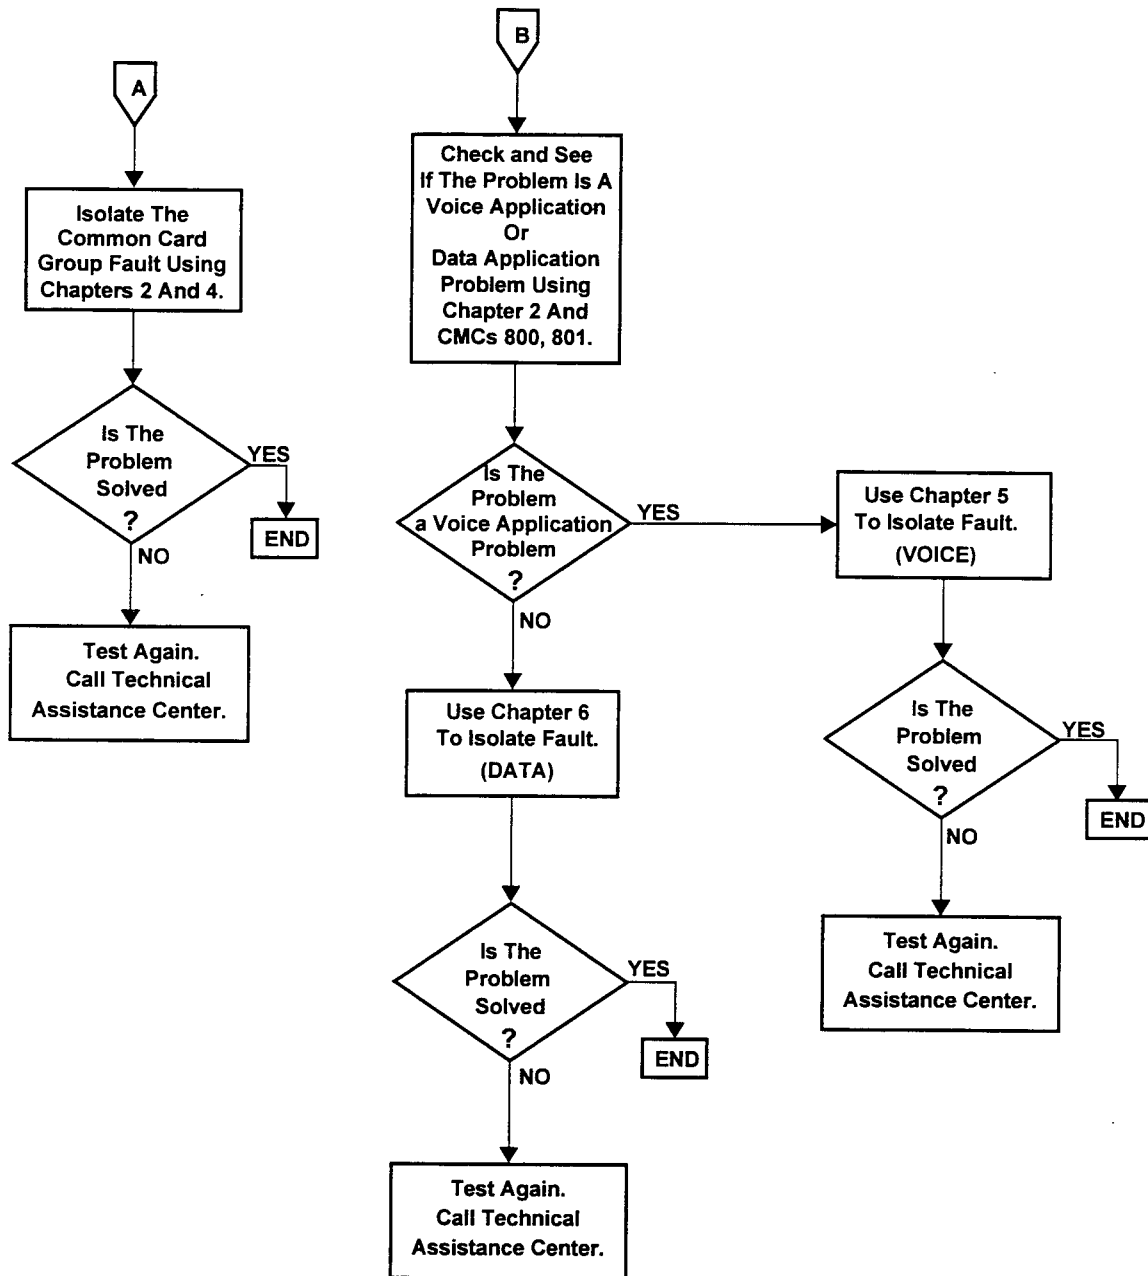 A
Isolate The
Common Card
Group Fault Using
Chapters 2 And 4.
Is The
Problem
Solved
?
YES
END
NO
Test Again.
Call Technical
Assistance Center.
B
Check and See
If The Problem Is A
Voice Application
Or
Data Application
Problem Using
Chapter 2 And
CMCs 800, 801.
Is The
Problem
a Voice Application
Problem
?
YES
NO
Use Chapter 6
To Isolate Fault.
(DATA)
Is The
Problem
Solved
?
YES
END
NO
Test Again.
Call Technical
Assistance Center.
Use Chapter 5
To Isolate Fault.
(VOICE)
Is The
Problem
Solved
?
YES
END
NO
Test Again.
Call Technical
Assistance Center.